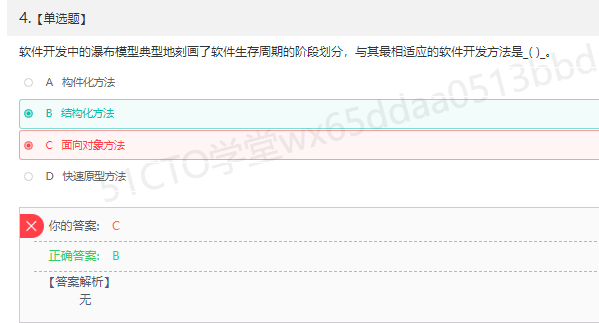 4.【单选题】
软件开发中的瀑布模型典型地刻画了软件生存周期的阶段划分，与其最相适应的软件开发方法是_( )_。
A 构件化方法
B 结构化方法
C 面向对象方法
D 快速原型方法
51CTO学堂wx65ddaa0513bbd
你的答案: C
正确答案: B
【答案解析】
无